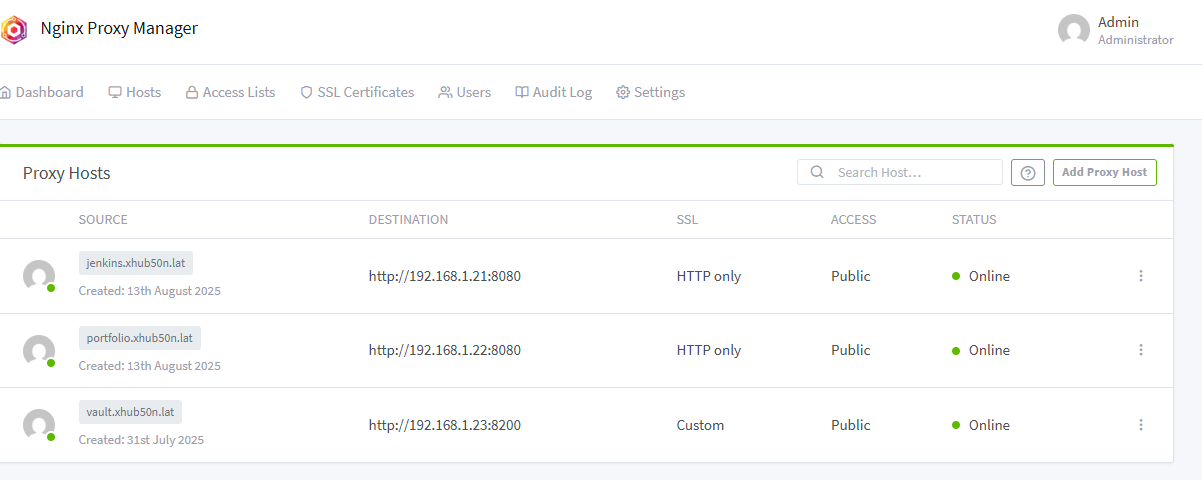 Nginx Proxy Manager
Admin
Administrator
Dashboard Hosts Access Lists SSL Certificates Users Audit Log Settings
Proxy Hosts Search Host... Add Proxy Host
SOURCE DESTINATION SSL ACCESS STATUS
jenkins.xhub50n.lat
Created: 13th August 2025
http://192.168.1.21:8080 HTTP only Public Online
portfolio.xhub50n.lat
Created: 13th August 2025
http://192.168.1.22:8080 HTTP only Public Online
vault.xhub50n.lat
Created: 31st July 2025
http://192.168.1.23:8200 Custom Public Online